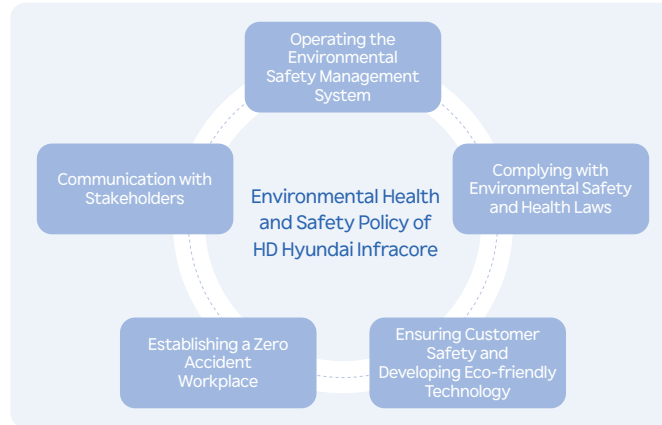 Operating the
Environmental
Safety Management
System
Communication with
Stakeholders
Complying with
Environmental Safety
and Health Laws
Environmental Health
and Safety Policy of
HD Hyundai Infracore
Establishing a Zero
Accident
Workplace
Ensuring Customer
Safety and
Developing Eco-friendly
Technology